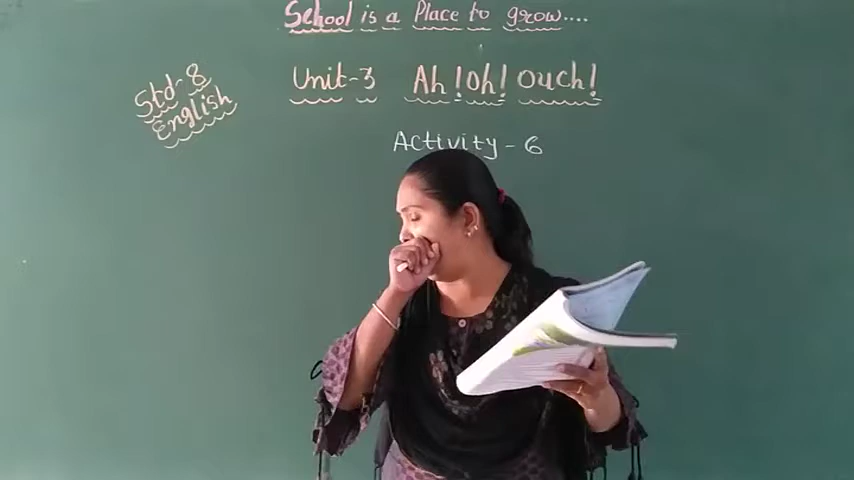 School is a Place to grow....
Std-8
English
Unit-3 Ah! Oh! Ouch!
Activity-6